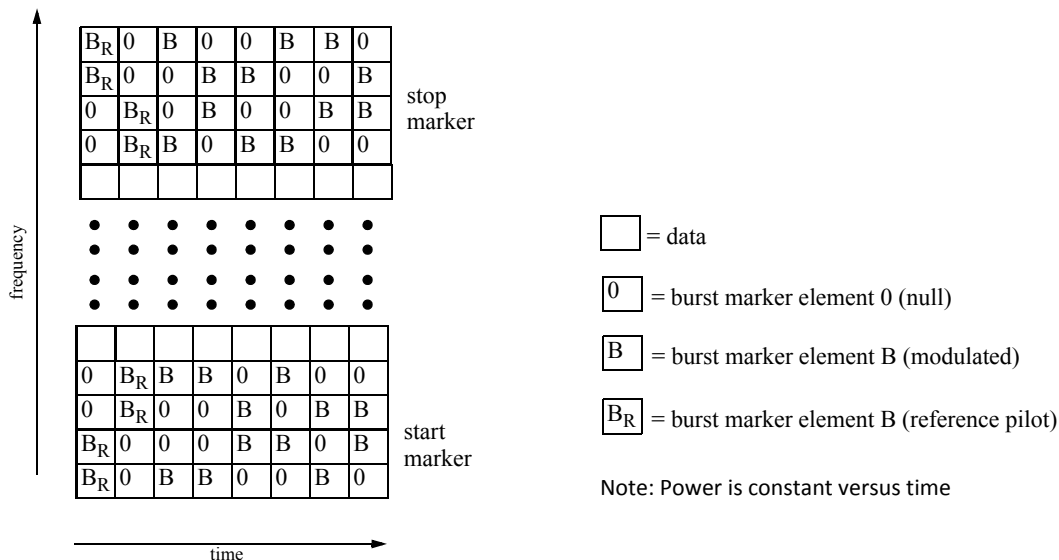 B_R 0 B 0 0 B B 0
B_R 0 0 B B 0 0 B
0 B_R 0 B 0 0 B B
0 B_R B 0 B B 0 0
stop
marker
frequency
0 B_R B B 0 B 0 0
0 B_R 0 0 B 0 B B
B_R 0 0 0 B B 0 B
B_R 0 B B 0 0 B 0
start
marker
time
= data
0 = burst marker element 0 (null)
B = burst marker element B (modulated)
B_R = burst marker element B (reference pilot)
Note: Power is constant versus time